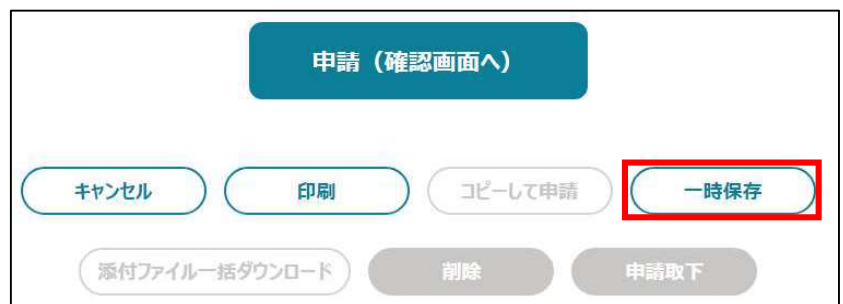 申請（確認画面へ）
キャンセル 印刷 コピーして申請 一時保存
添付ファイル一括ダウンロード 削除 申請取下